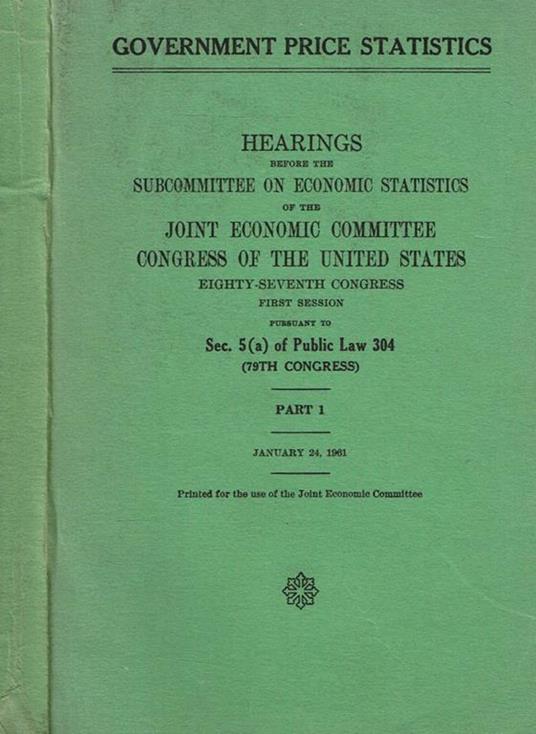 GOVERNMENT PRICE STATISTICS
HEARINGS
BEFORE THE
SUBCOMMITTEE ON ECONOMIC STATISTICS
OF THE
JOINT ECONOMIC COMMITTEE
CONGRESS OF THE UNITED STATES
EIGHTY-SEVENTH CONGRESS
FIRST SESSION
PURSUANT TO
Sec. 5(a) of Public Law 304
(79TH CONGRESS)
PART 1
JANUARY 24, 1961
Printed for the use of the Joint Economic Committee